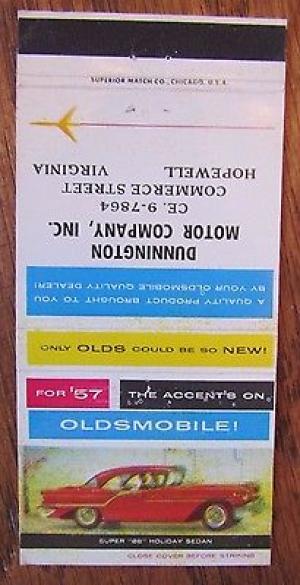 SUPERIOR MATCH CO., CHICAGO, U.S.A.
DUNNINGTON
MOTOR COMPANY, INC.
CE. 9-7864
COMMERCE STREET
HOPEWELL VIRGINIA
A QUALITY PRODUCT BROUGHT TO YOU
BY YOUR OLDSMOBILE QUALITY DEALER!
ONLY OLDS COULD BE SO NEW!
FOR '57 THE ACCENT'S ON
OLDSMOBILE!
SUPER "88" HOLIDAY SEDAN
CLOSE COVER BEFORE STRIKING